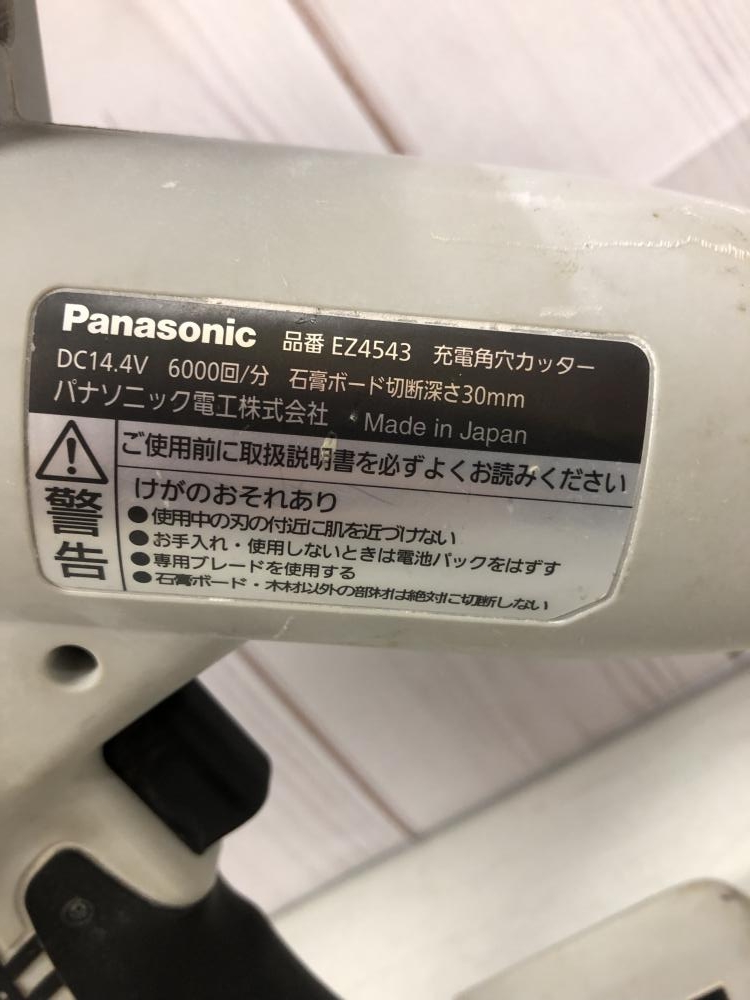 Panasonic 品番 EZ4543 充電角穴カッター
DC14.4V 6000回/分 石膏ボード切断深さ30mm
パナソニック電工株式会社 Made in Japan
警告
ご使用前に取扱説明書を必ずよくお読みください
けがのおそれあり
●使用中の刃の付近に肌を近づけない
●お手入れ・使用しないときは電池パックをはずす
●専用ブレードを使用する
●石膏ボード・木材以外の部材は絶対に切断しない